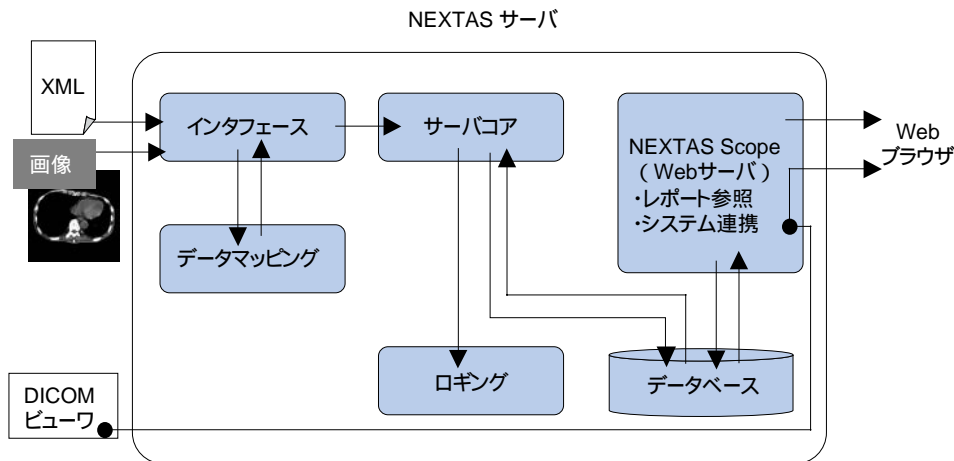 NEXTAS サーバ
XML
画像
インタフェース
サーバコア
NEXTAS Scope
（Webサーバ）
・レポート参照
・システム連携
Web
ブラウザ
データマッピング
ロギング
データベース
DICOM
ビューワ